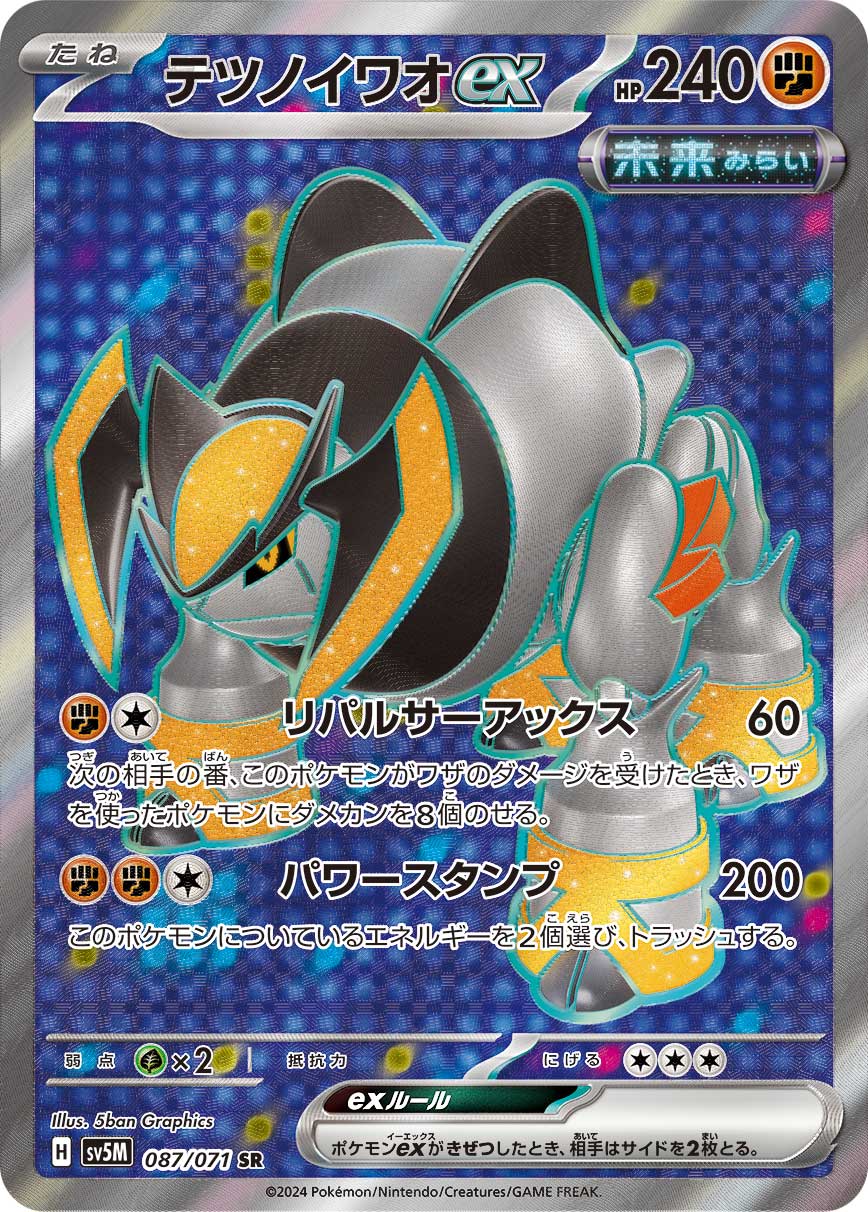 たね テツノイワオex HP240
未来 みらい
リパルサーアックス 60
次の相手の番、このポケモンがワザのダメージを受けたとき、ワザ
を使ったポケモンにダメカンを8個のせる。
パワースタンプ 200
このポケモンについているエネルギーを2個選び、トラッシュする。
弱点 ×2 抵抗力 にげる
exルール
ポケモンexがきぜつしたとき、相手はサイドを2枚とる。
Illus. 5ban Graphics
H sv5M 087/071 SR
©2024 Pokémon/Nintendo/Creatures/GAME FREAK.